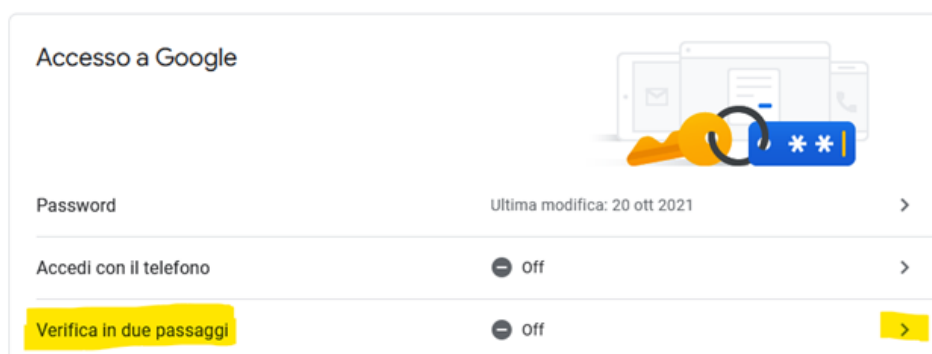 Accesso a Google
**
Password Ultima modifica: 20 ott 2021
Accedi con il telefono Off
Verifica in due passaggi Off